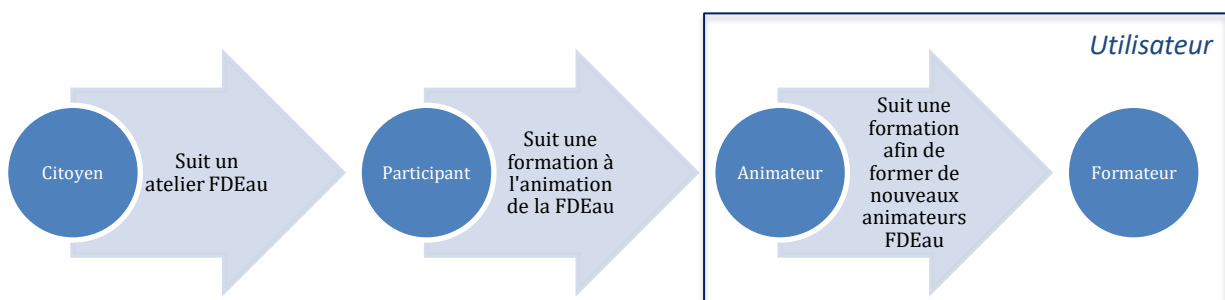 Utilisateur
Citoyen
Suit un
atelier FDEau
Participant
Suit une
formation à
l'animation
de la FDEau
Animateur
Suit une
formation
afin de
former de
nouveaux
animateurs
FDEau
Formateur